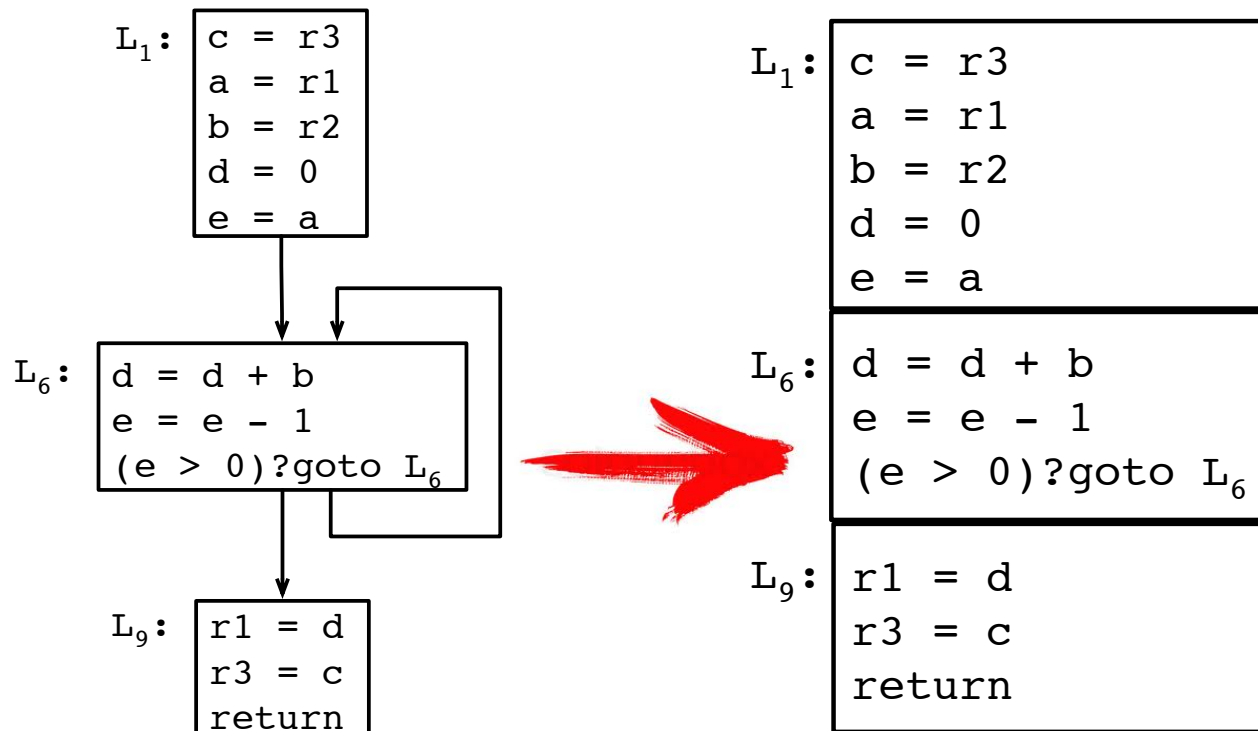 L₁:
c = r3
a = r1
b = r2
d = 0
e = a
L₆:
d = d + b
e = e - 1
(e > 0)?goto L₆
L₉:
r1 = d
r3 = c
return
L₁:
c = r3
a = r1
b = r2
d = 0
e = a
L₆:
d = d + b
e = e - 1
(e > 0)?goto L₆
L₉:
r1 = d
r3 = c
return